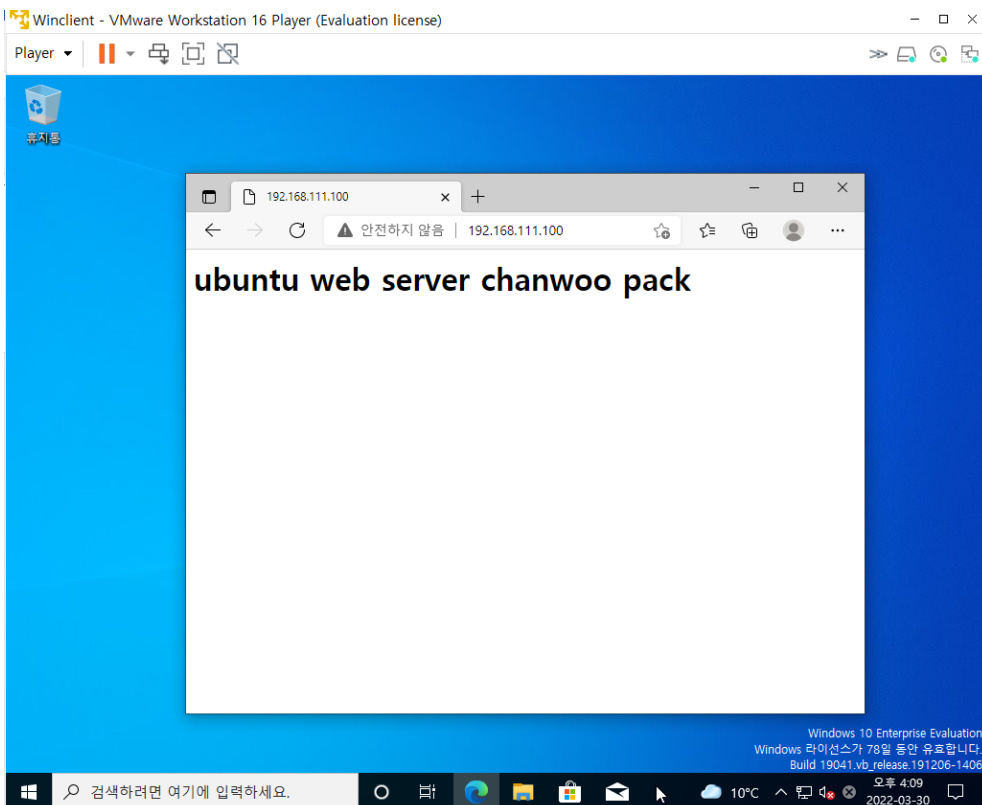 Winclient - VMware Workstation 16 Player (Evaluation license)
Player
휴지통
192.168.111.100
안전하지 않음 | 192.168.111.100
ubuntu web server chanwoo pack
Windows 10 Enterprise Evaluation
Windows 라이선스가 78일 동안 유효합니다.
Build 19041.vb_release.191206-1406
검색하려면 여기에 입력하세요.
10°C
오후 4:09
2022-03-30